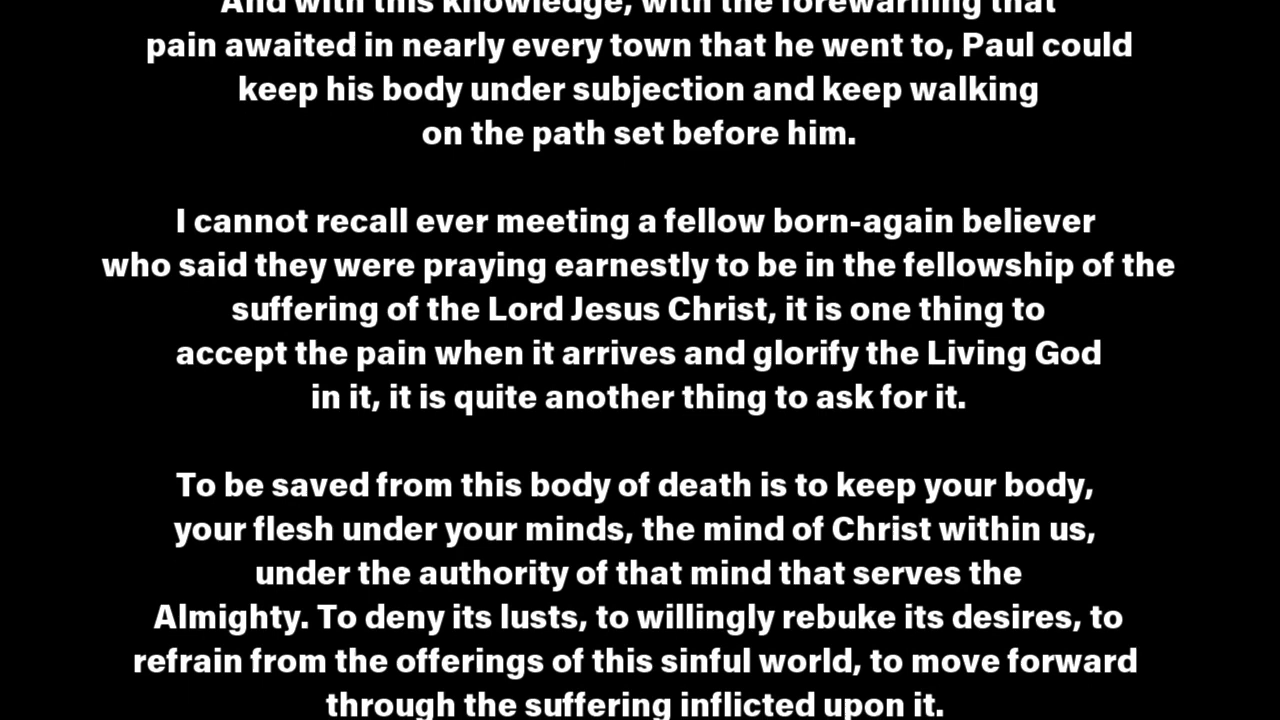 And with this knowledge, with the forewarning that
pain awaited in nearly every town that he went to, Paul could
keep his body under subjection and keep walking
on the path set before him.
I cannot recall ever meeting a fellow born-again believer
who said they were praying earnestly to be in the fellowship of the
suffering of the Lord Jesus Christ, it is one thing to
accept the pain when it arrives and glorify the Living God
in it, it is quite another thing to ask for it.
To be saved from this body of death is to keep your body,
your flesh under your minds, the mind of Christ within us,
under the authority of that mind that serves the
Almighty. To deny its lusts, to willingly rebuke its desires, to
refrain from the offerings of this sinful world, to move forward
through the suffering inflicted upon it.